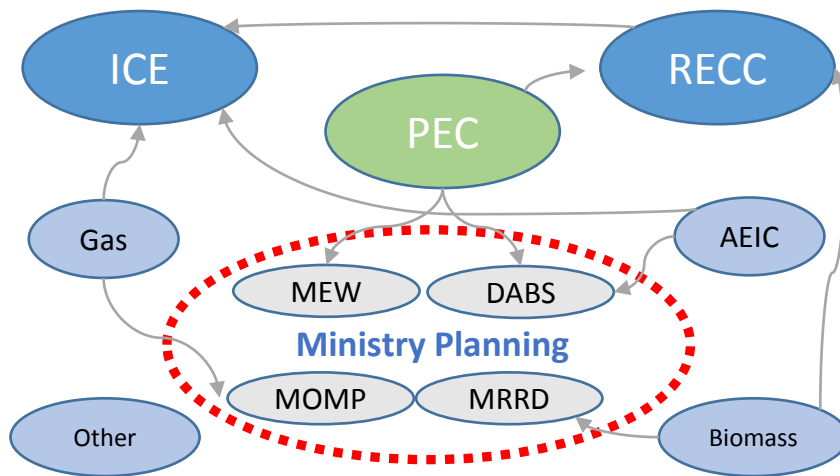 ICE
RECC
PEC
Gas
AEIC
MEW
DABS
Ministry Planning
MOMP
MRRD
Other
Biomass